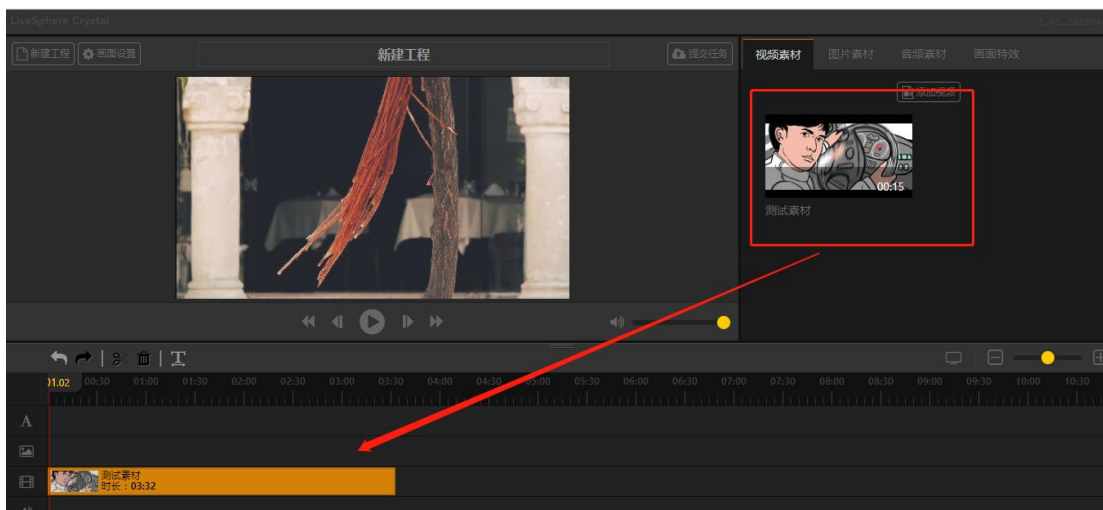 LiveSphere Crystal
新建工程 画面设置 新建工程 提交任务
视频素材 图片素材 音频素材 画面特效
添加视频
00:15
测试素材
01.02 00:30 01:00 01:30 02:00 02:30 03:00 03:30 04:00 04:30 05:00 05:30 06:00 06:30 07:00 07:30 08:00 08:30 09:00 09:30 10:00 10:30
A
测试素材
时长：03:32